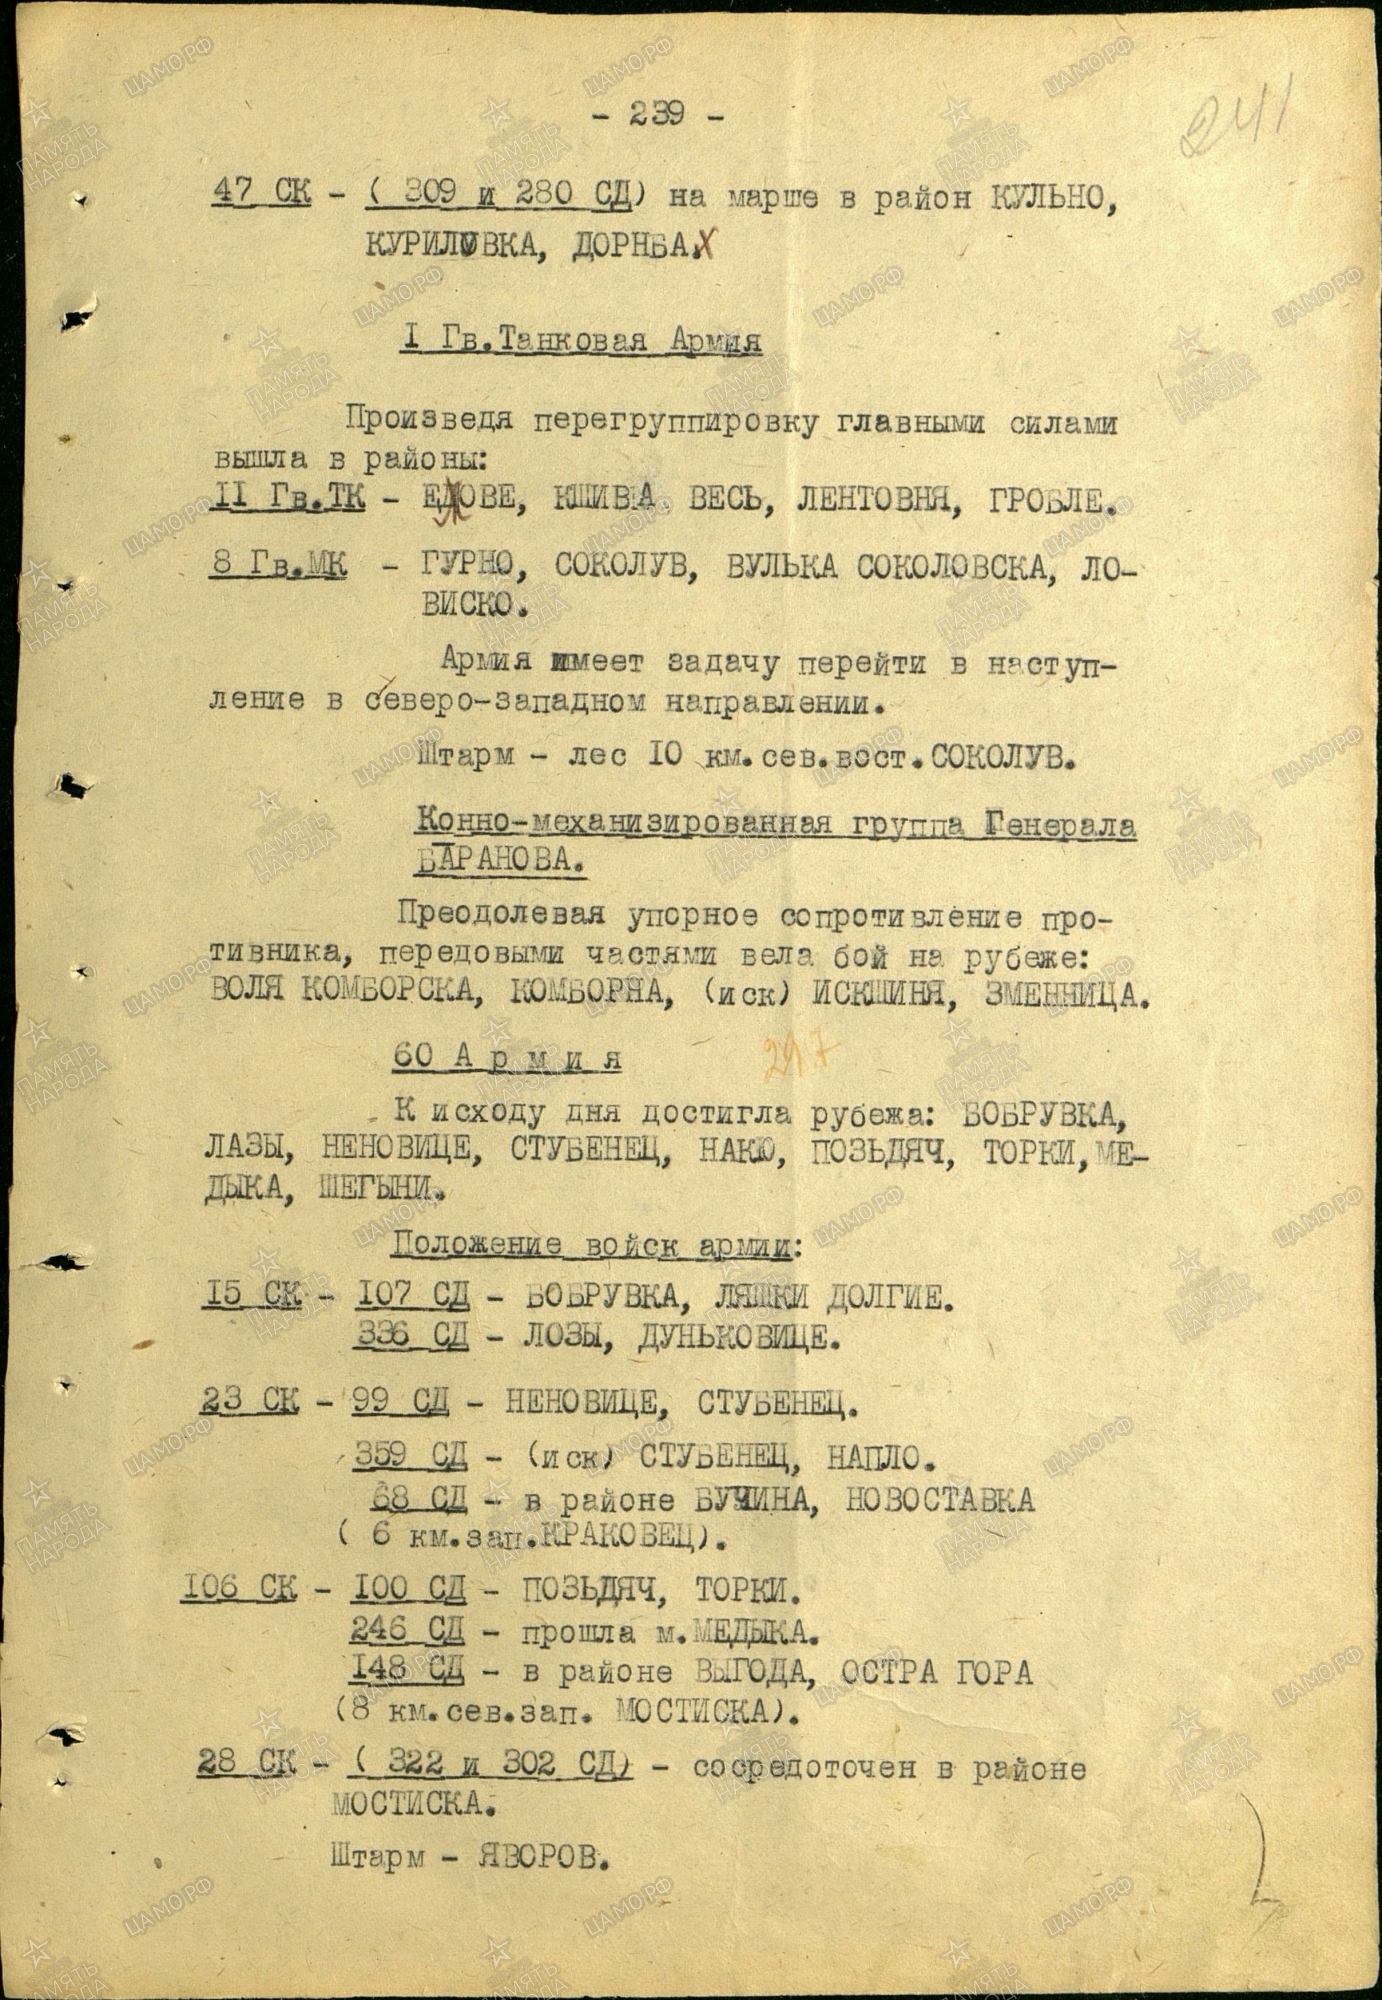 - 239 -
241
47 СК - ( 309 и 280 СД) на марше в район КУЛЬНО,
КУРИЛОВКА, ДОРНБАХ
I Гв.Танковая Армия
Произведя перегруппировку главными силами
вышла в районы:
II Гв.ТК - ЕЖОВЕ, КШИВА ВЕСЬ, ЛЕНТОВНЯ, ГРОБЛЕ.
8 Гв.МК - ГУРНО, СОКОЛУВ, ВУЛЬКА СОКОЛОВСКА, ЛО-
ВИСКО.
Армия имеет задачу перейти в наступ-
ление в северо-западном направлении.
Штарм - лес 10 км.сев.вост.СОКОЛУВ.
Конно-механизированная группа Генерала
БАРАНОВА.
Преодолевая упорное сопротивление про-
тивника, передовыми частями вела бой на рубеже:
ВОЛЯ КОМБОРСКА, КОМБОРНА, (иск) ИСКШИНЯ, ЗМЕННИЦА.
60 А р м и я
29.7
К исходу дня достигла рубежа: БОБРУВКА,
ЛАЗЫ, НЕНОВИЦЕ, СТУБЕНЕЦ, НАКЮ, ПОЗЬДЯЧ, ТОРКИ, МЕ-
ДЫКА, ШЕГЫНИ.
Положение войск армии:
15 СК - 107 СД - БОБРУВКА, ЛЯШКИ ДОЛГИЕ.
336 СД - ЛОЗЫ, ДУНЬКОВИЦЕ.
23 СК - 99 СД - НЕНОВИЦЕ, СТУБЕНЕЦ.
359 СД - (иск) СТУБЕНЕЦ, НАПЛО.
68 СД - в районе БУЧИНА, НОВОСТАВКА
( 6 км.зап.КРАКОВЕЦ).
106 СК - 100 СД - ПОЗЬДЯЧ, ТОРКИ.
246 СД - прошла м.МЕДЫКА.
148 СД - в районе ВЫГОДА, ОСТРА ГОРА
(8 км.сев.зап. МОСТИСКА).
28 СК - ( 322 и 302 СД) - сосредоточен в районе
МОСТИСКА.
Штарм - ЯВОРОВ.